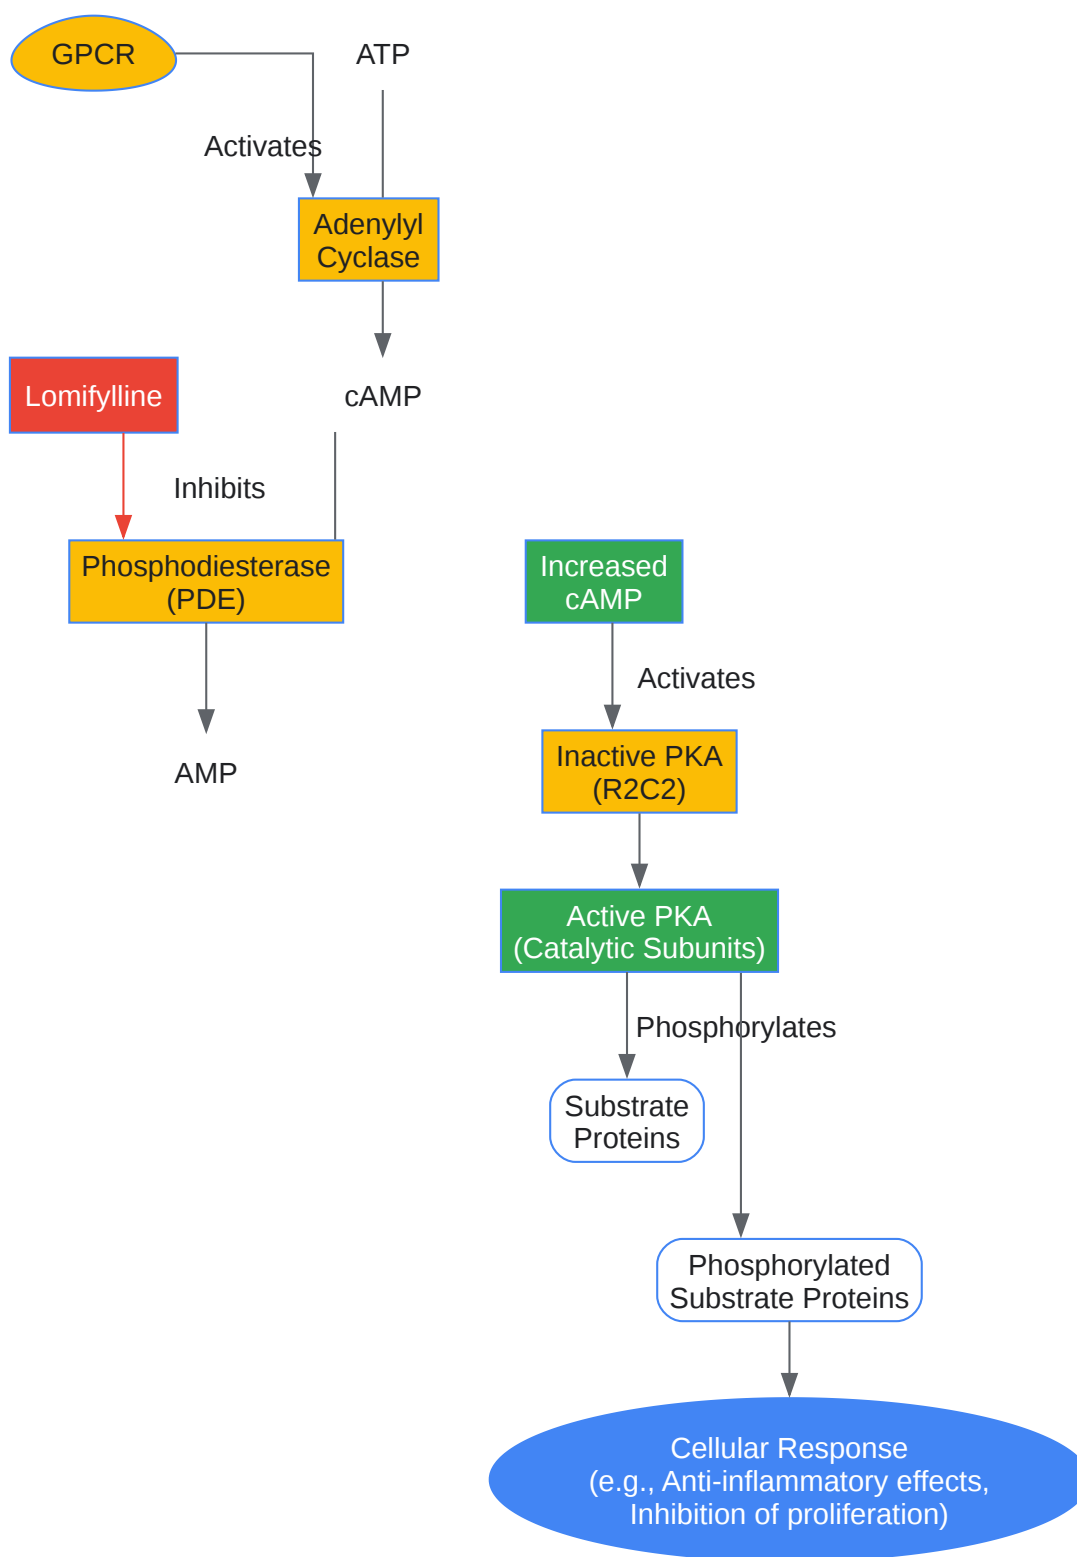 GPCR
ATP
Activates
Adenylyl
Cyclase
Lomifylline
cAMP
Inhibits
Phosphodiesterase
(PDE)
Increased
cAMP
Activates
AMP
Inactive PKA
(R2C2)
Active PKA
(Catalytic Subunits)
Phosphorylates
Substrate
Proteins
Phosphorylated
Substrate Proteins
Cellular Response
(e.g., Anti-inflammatory effects,
Inhibition of proliferation)